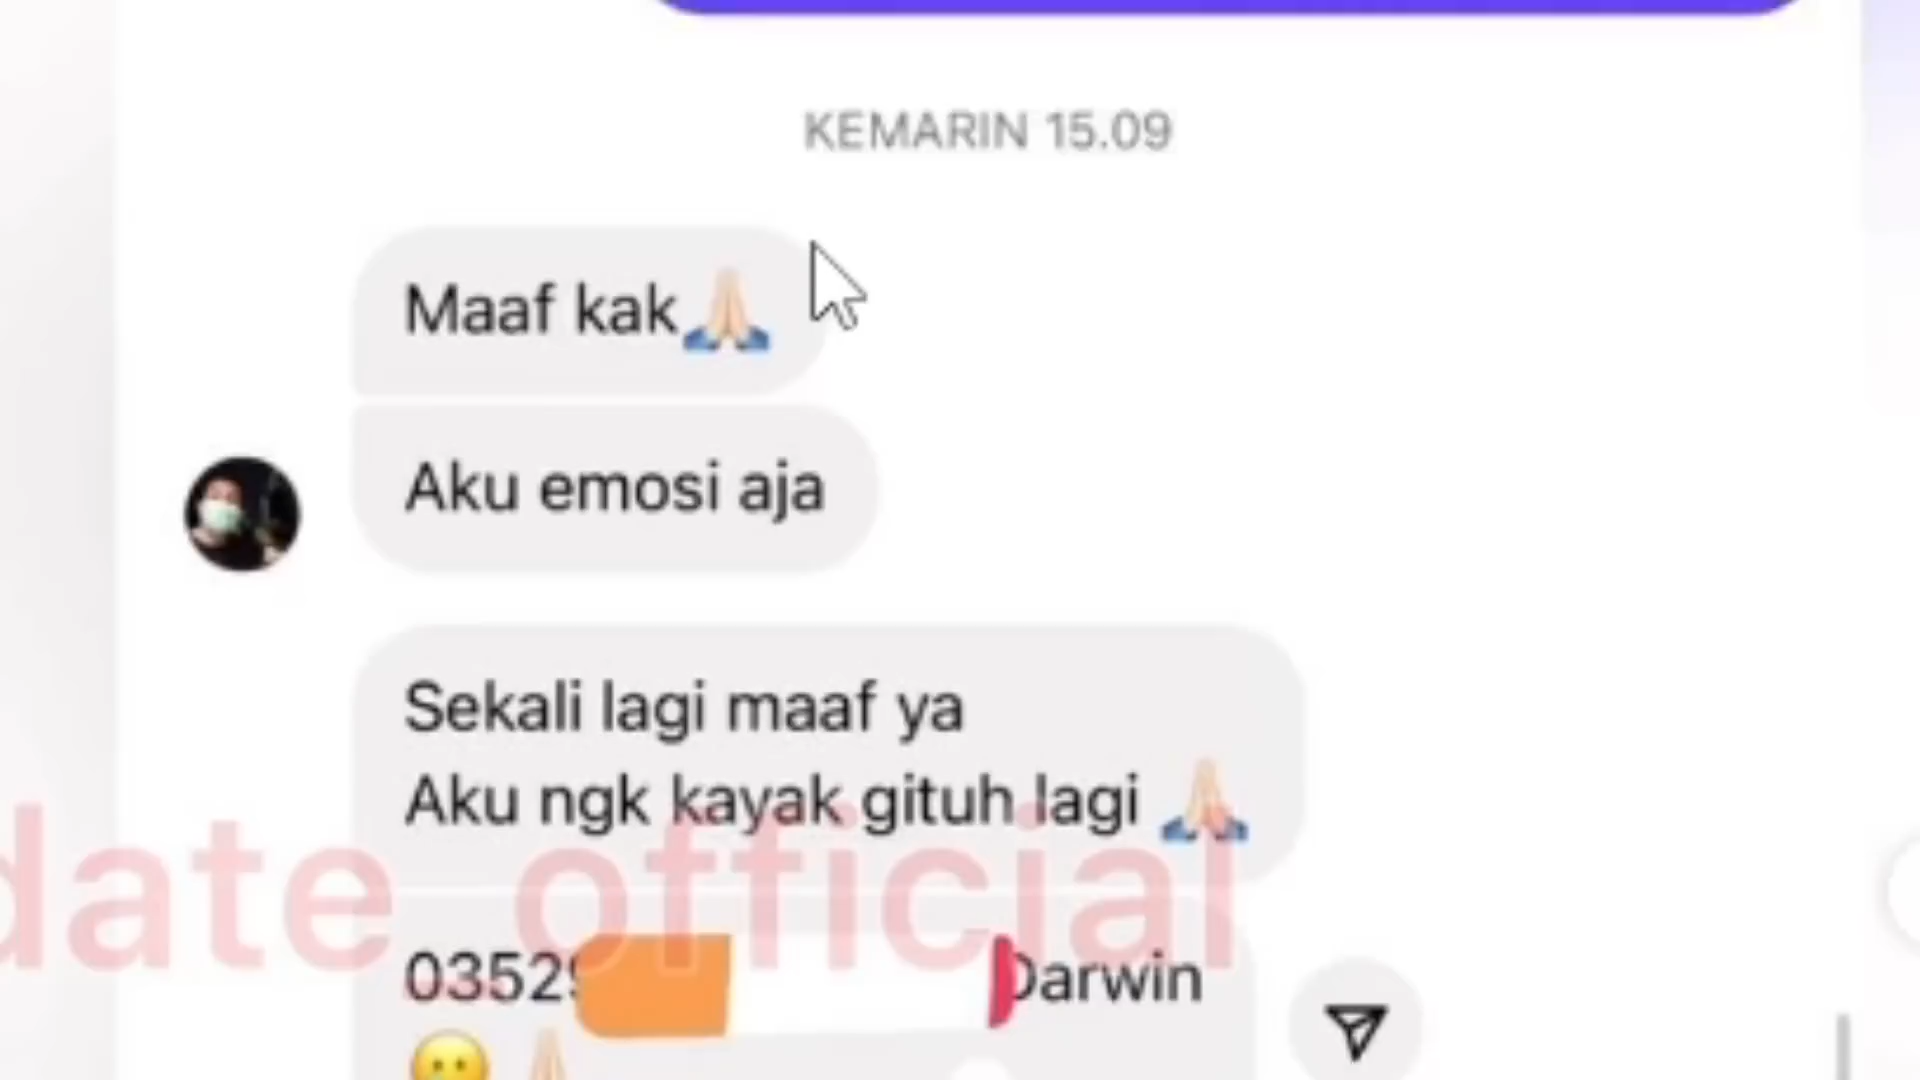 KEMARIN 15.09
Maaf kak🙏🏻
Aku emosi aja
Sekali lagi maaf ya
Aku ngk kayak gituh lagi 🙏🏻
date official
03529 Darwin